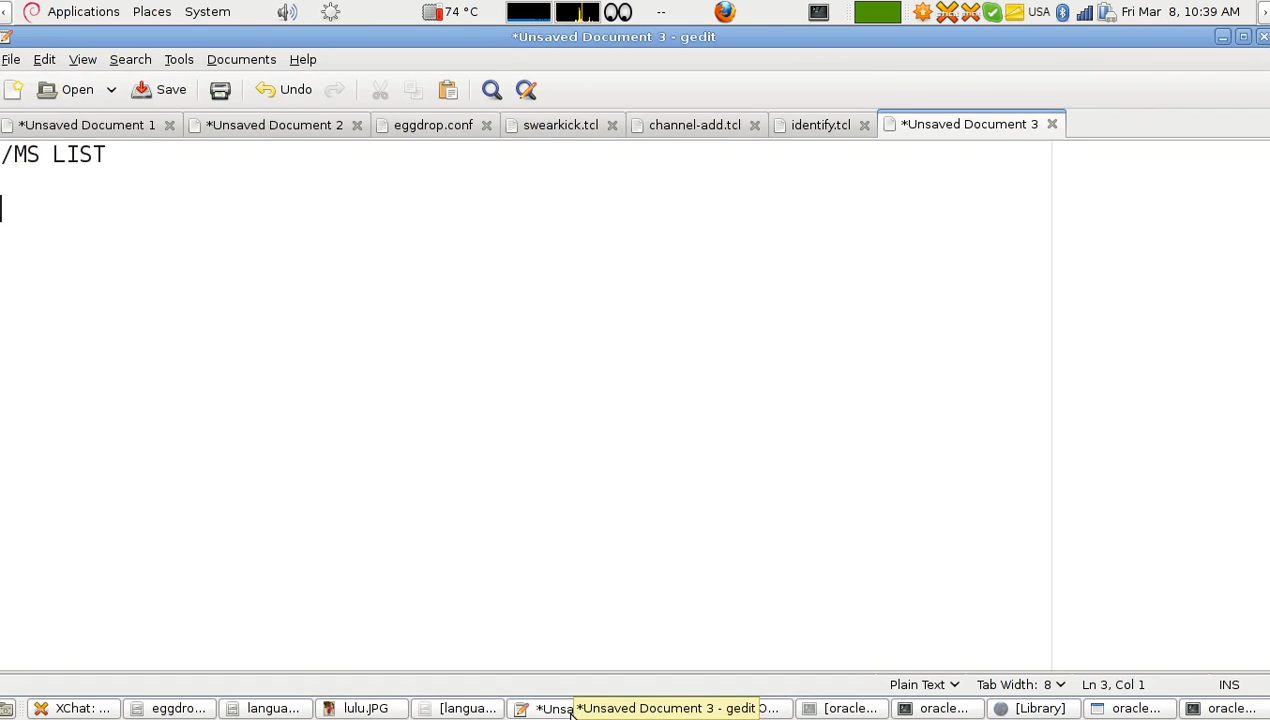 Applications Places System 74 °C -- USA Fri Mar 8, 10:39 AM
*Unsaved Document 3 - gedit
File Edit View Search Tools Documents Help
Open Save Undo
*Unsaved Document 1 *Unsaved Document 2 eggdrop.conf swearkick.tcl channel-add.tcl identify.tcl *Unsaved Document 3
/MS LIST
Plain Text Tab Width: 8 Ln 3, Col 1 INS
XChat: ... eggdro... langua... lulu.JPG [langua... *Unsa *Unsaved Document 3 - gedit O... [oracle... oracle... [Library] oracle... oracle...